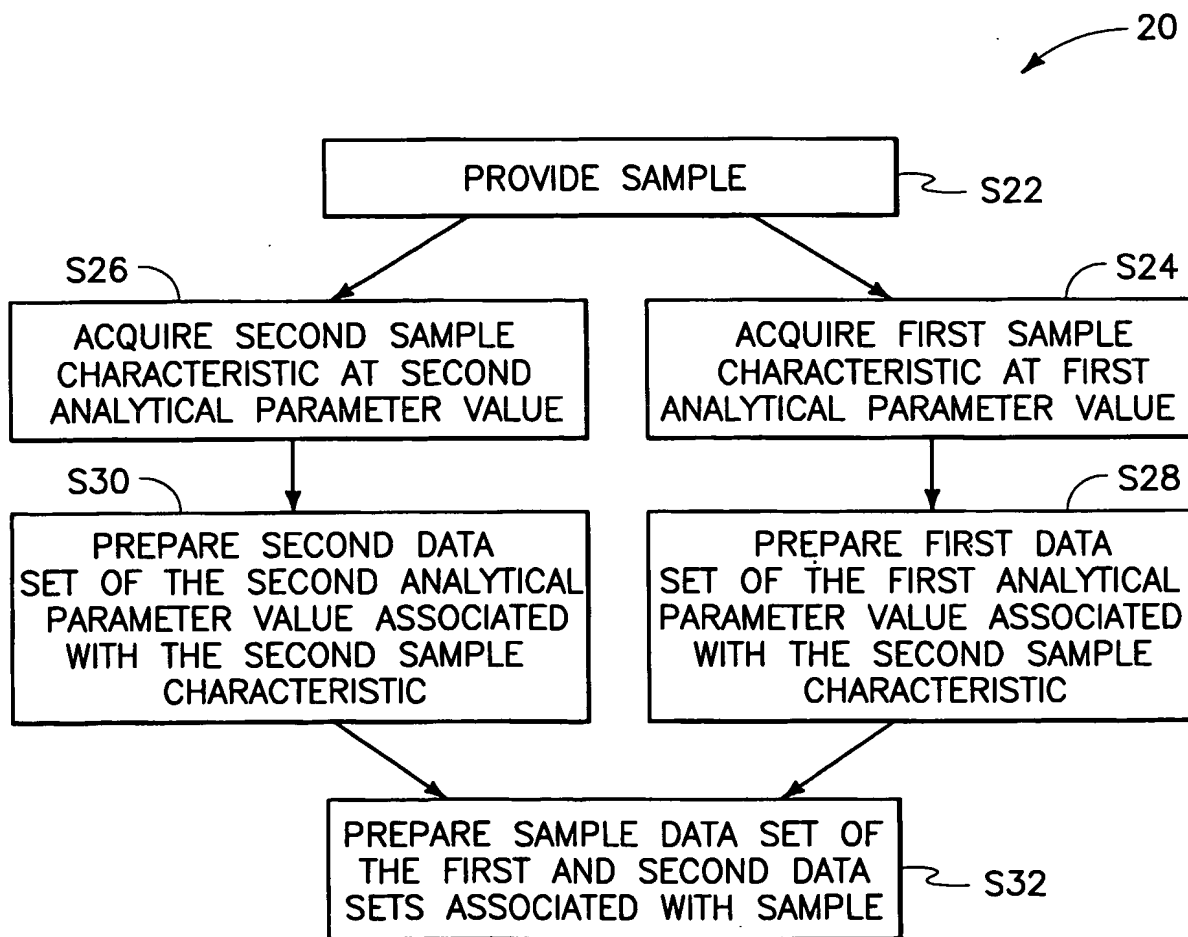 20
PROVIDE SAMPLE
S22
S26
S24
ACQUIRE SECOND SAMPLE
CHARACTERISTIC AT SECOND
ANALYTICAL PARAMETER VALUE
ACQUIRE FIRST SAMPLE
CHARACTERISTIC AT FIRST
ANALYTICAL PARAMETER VALUE
S30
S28
PREPARE SECOND DATA
SET OF THE SECOND ANALYTICAL
PARAMETER VALUE ASSOCIATED
WITH THE SECOND SAMPLE
CHARACTERISTIC
PREPARE FIRST DATA
SET OF THE FIRST ANALYTICAL
PARAMETER VALUE ASSOCIATED
WITH THE SECOND SAMPLE
CHARACTERISTIC
PREPARE SAMPLE DATA SET OF
THE FIRST AND SECOND DATA
SETS ASSOCIATED WITH SAMPLE
S32